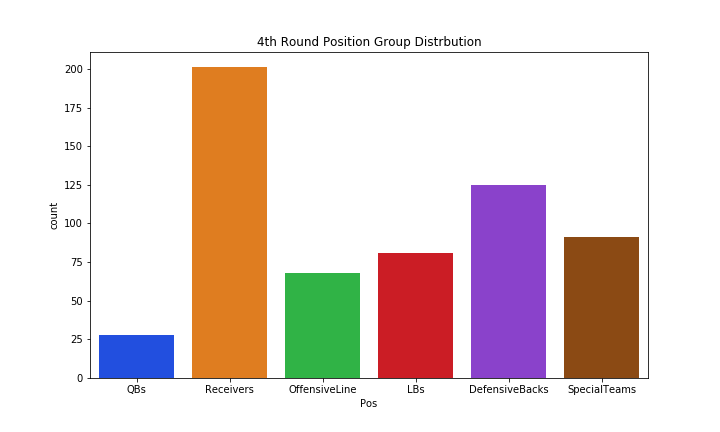 4th Round Position Group Distrbution
count
200
175
150
125
100
75
50
25
0
QBs Receivers OffensiveLine LBs DefensiveBacks SpecialTeams
Pos